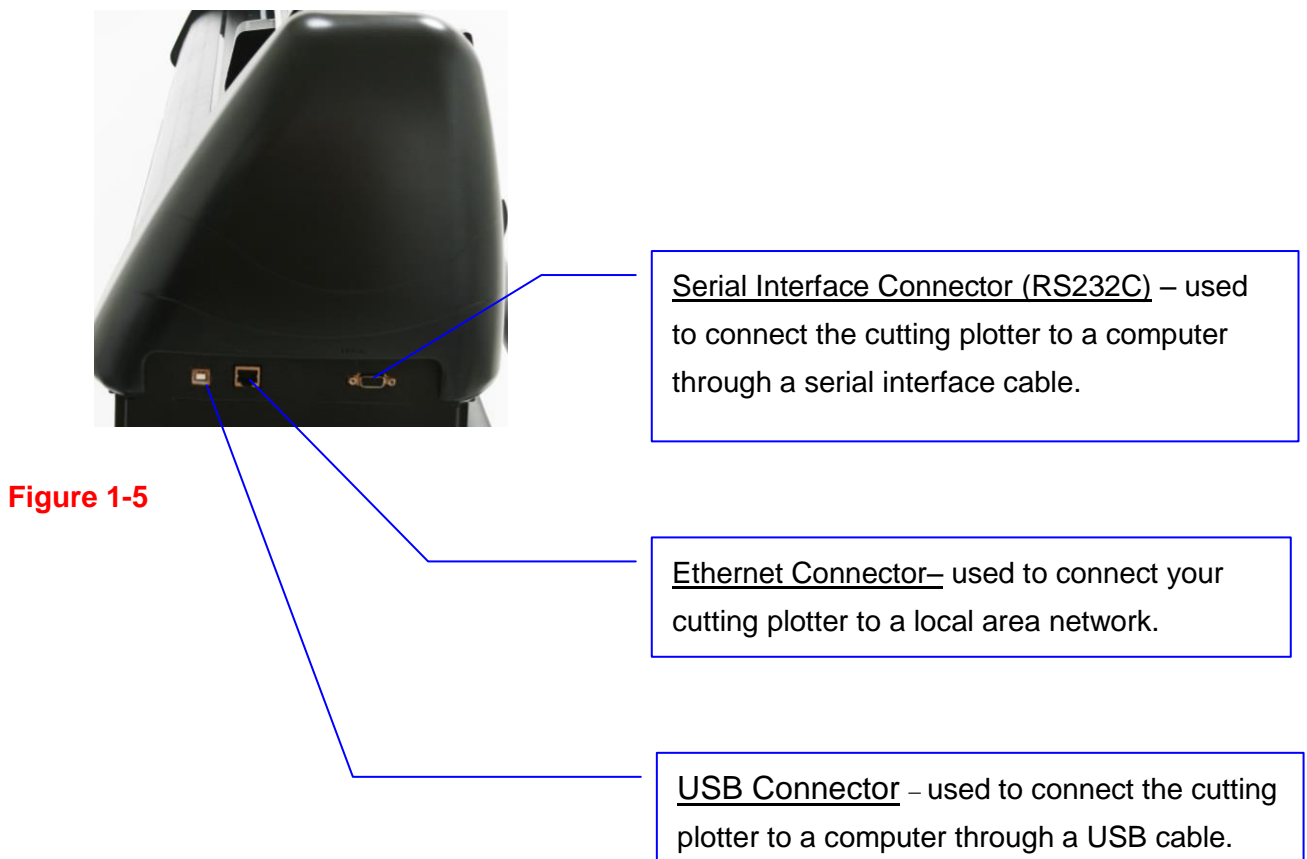 Serial Interface Connector (RS232C) – used
to connect the cutting plotter to a computer
through a serial interface cable.
Figure 1-5
Ethernet Connector– used to connect your
cutting plotter to a local area network.
USB Connector – used to connect the cutting
plotter to a computer through a USB cable.